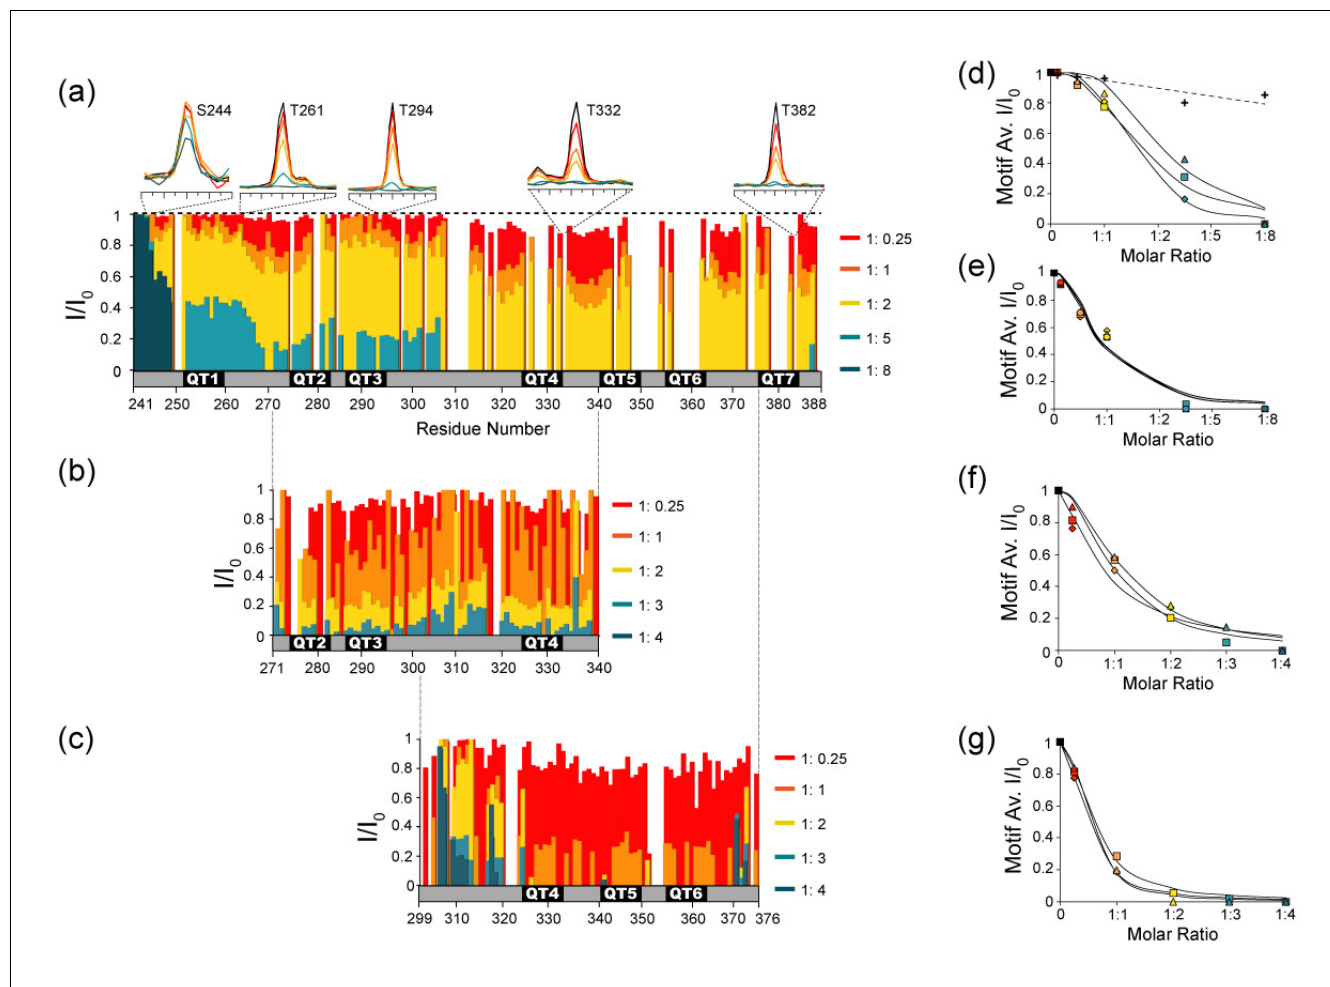 (a)
S244 T261 T294 T332 T382
1
0.8
0.6
0.4
0.2
0
I/I0
1: 0.25
1: 1
1: 2
1: 5
1: 8
QT1 QT2 QT3 QT4 QT5 QT6 QT7
241 250 260 270 280 290 300 310 320 330 340 350 360 370 380 388
Residue Number
(b)
1
0.8
0.6
0.4
0.2
0
I/I0
1: 0.25
1: 1
1: 2
1: 3
1: 4
QT2 QT3 QT4
271 280 290 300 310 320 330 340
(c)
1
0.8
0.6
0.4
0.2
0
I/I0
1: 0.25
1: 1
1: 2
1: 3
1: 4
QT4 QT5 QT6
299 310 320 330 340 350 360 370 376
(d)
1
0.8
0.6
0.4
0.2
0
Motif Av. I/I0
0 1:1 1:2 1:5 1:8
Molar Ratio
(e)
1
0.8
0.6
0.4
0.2
0
Motif Av. I/I0
0 1:1 1:2 1:5 1:8
Molar Ratio
(f)
1
0.8
0.6
0.4
0.2
0
Motif Av. I/I0
0 1:1 1:2 1:3 1:4
Molar Ratio
(g)
1
0.8
0.6
0.4
0.2
0
Motif Av. I/I0
0 1:1 1:2 1:3 1:4
Molar Ratio